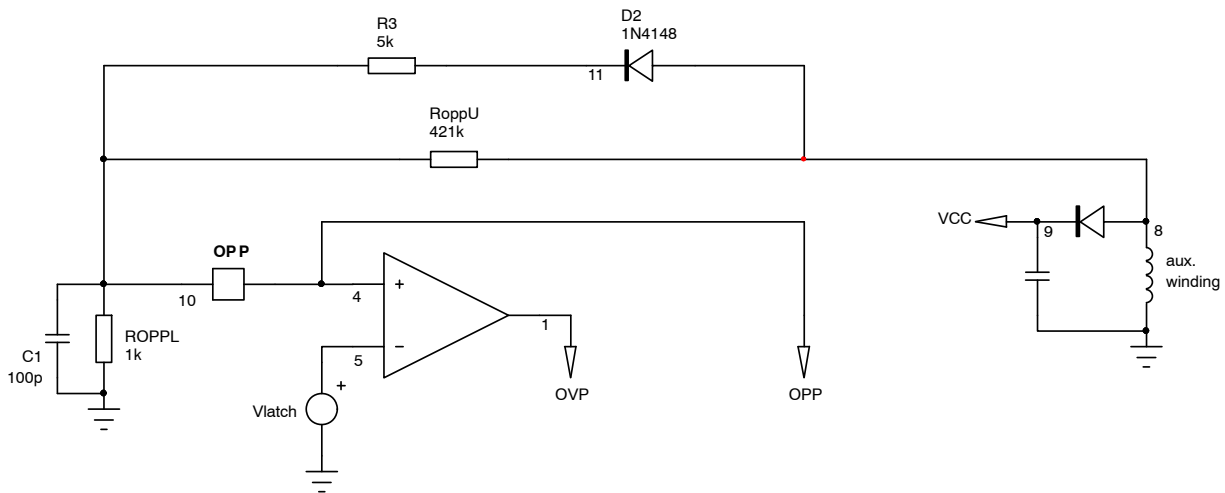 D2
1N4148
R3
5k
11
RoppU
421k
VCC
9
8
aux.
winding
OPP
10
4
+
ROPPL
1k
C1
100p
5
−
1
+
Vlatch
OVP
OPP